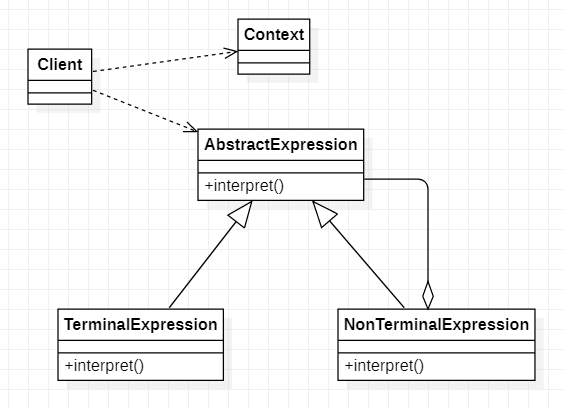 Context
Client
AbstractExpression
+interpret()
TerminalExpression
+interpret()
NonTerminalExpression
+interpret()